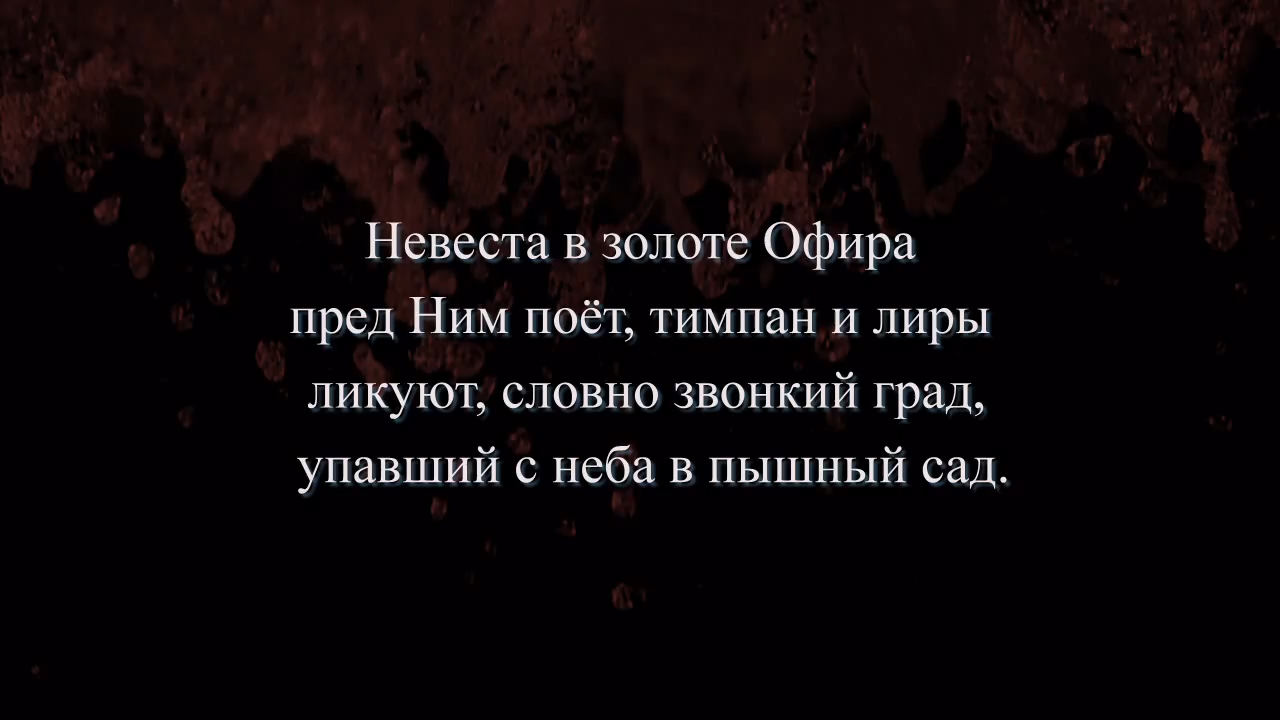 Невеста в золоте Офира
пред Ним поёт, тимпан и лиры
ликуют, словно звонкий град,
упавший с неба в пышный сад.